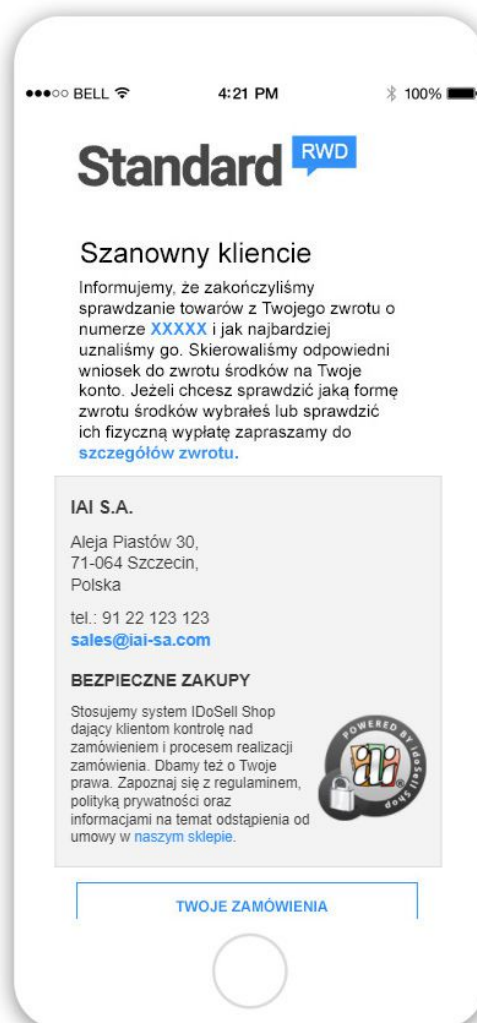 BELL 4:21 PM 100%
Standard RWD
Szanowny kliencie
Informujemy, że zakończyliśmy
sprawdzanie towarów z Twojego zwrotu o
numerze XXXXX i jak najbardziej
uznaliśmy go. Skierowaliśmy odpowiedni
wniosek do zwrotu środków na Twoje
konto. Jeżeli chcesz sprawdzić jaką formę
zwrotu środków wybrałeś lub sprawdzić
ich fizyczną wypłatę zapraszamy do
szczegółów zwrotu.
IAI S.A.
Aleja Piastów 30,
71-064 Szczecin,
Polska
tel.: 91 22 123 123
sales@iai-sa.com
BEZPIECZNE ZAKUPY
Stosujemy system IDoSell Shop
dający klientom kontrolę nad
zamówieniem i procesem realizacji
zamówienia. Dbamy też o Twoje
prawa. Zapoznaj się z regulaminem,
polityką prywatności oraz
informacjami na temat odstąpienia od
umowy w naszym sklepie.
POWERED BY IdoSell Shop
iai®
TWOJE ZAMÓWIENIA